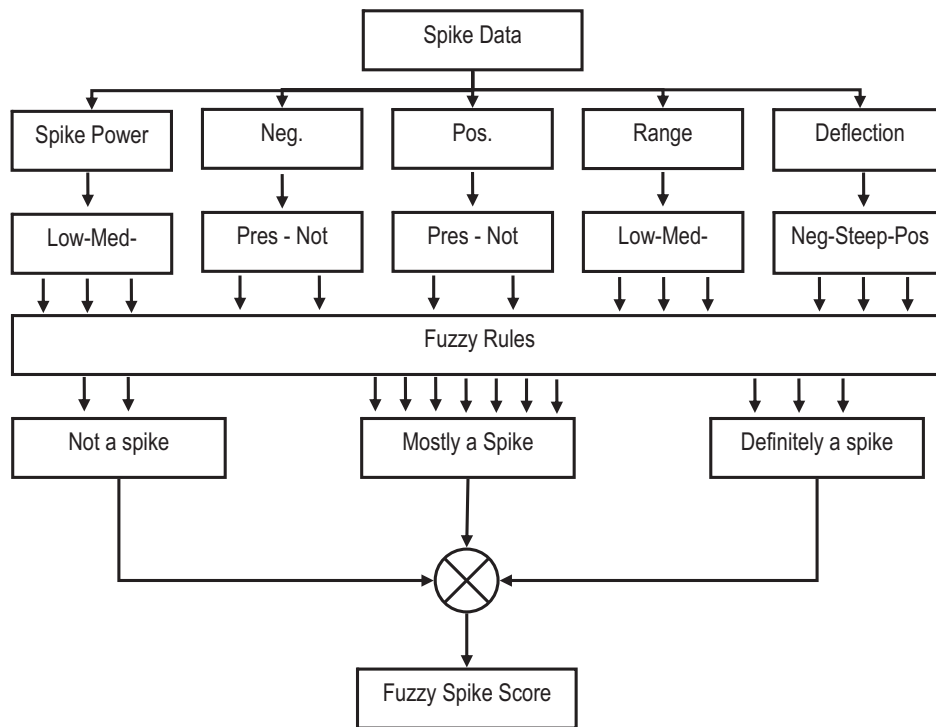 Spike Data
Spike Power
Neg.
Pos.
Range
Deflection
Low-Med-
Pres - Not
Pres - Not
Low-Med-
Neg-Steep-Pos
Fuzzy Rules
Not a spike
Mostly a Spike
Definitely a spike
Fuzzy Spike Score